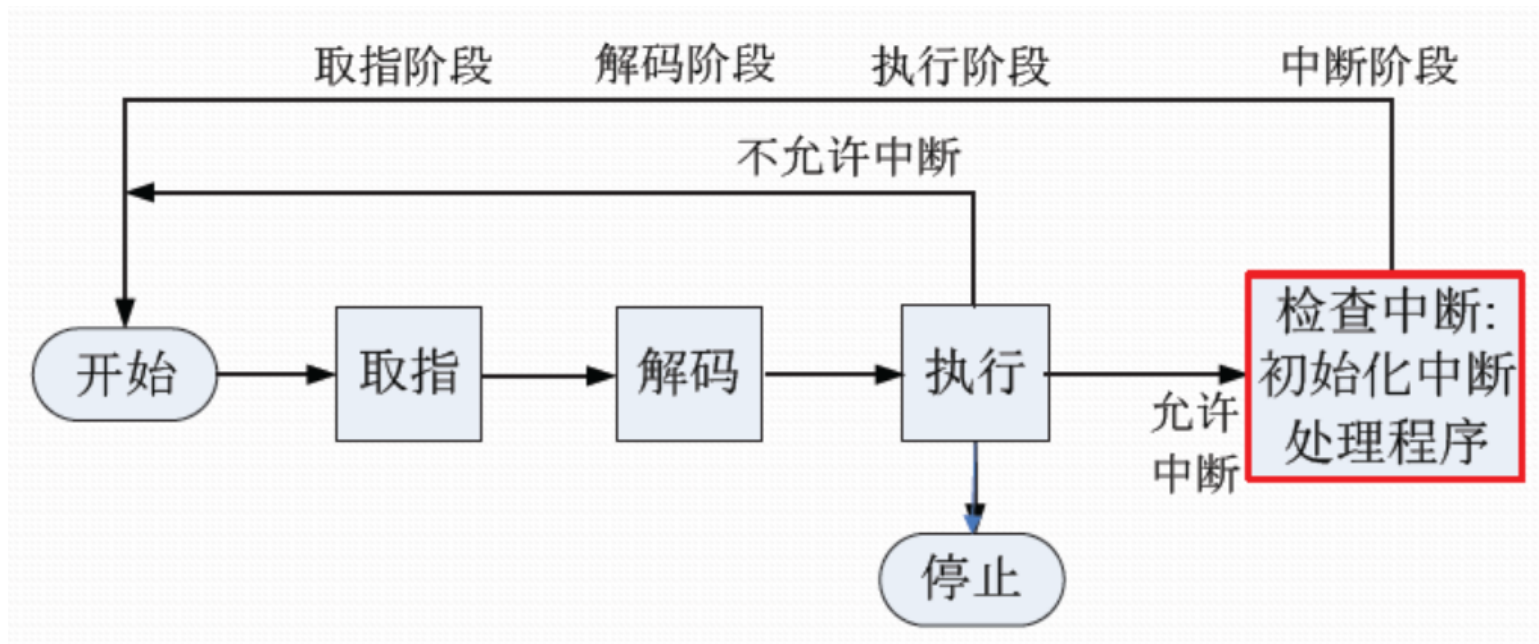 取指阶段 解码阶段 执行阶段 中断阶段
不允许中断
开始
取指
解码
执行
允许
中断
检查中断:
初始化中断
处理程序
停止